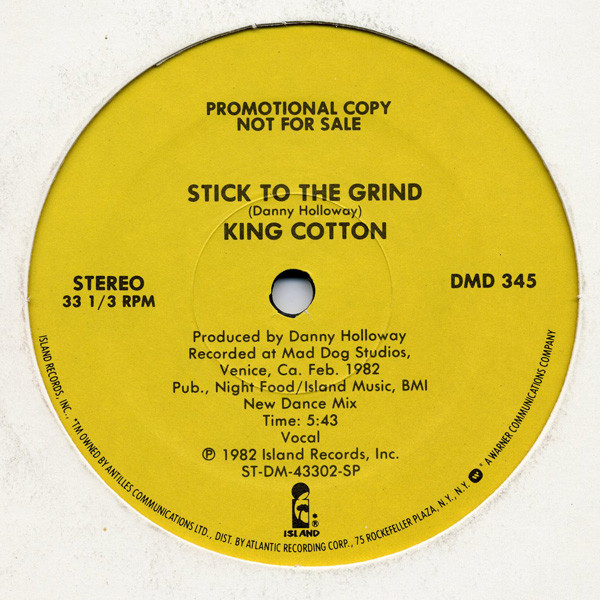 PROMOTIONAL COPY
NOT FOR SALE
STICK TO THE GRIND
(Danny Holloway)
KING COTTON
STEREO
33 1/3 RPM
DMD 345
Produced by Danny Holloway
Recorded at Mad Dog Studios,
Venice, Ca. Feb. 1982
Pub., Night Food/Island Music, BMI
New Dance Mix
Time: 5:43
Vocal
℗ 1982 Island Records, Inc.
ST-DM-43302-SP
ISLAND ®
ISLAND RECORDS, INC., *TM OWNED BY ANTILLES COMMUNICATIONS LTD., DIST. BY ATLANTIC RECORDING CORP., 75 ROCKEFELLER PLAZA, N.Y., N.Y. * A WARNER COMMUNICATIONS COMPANY